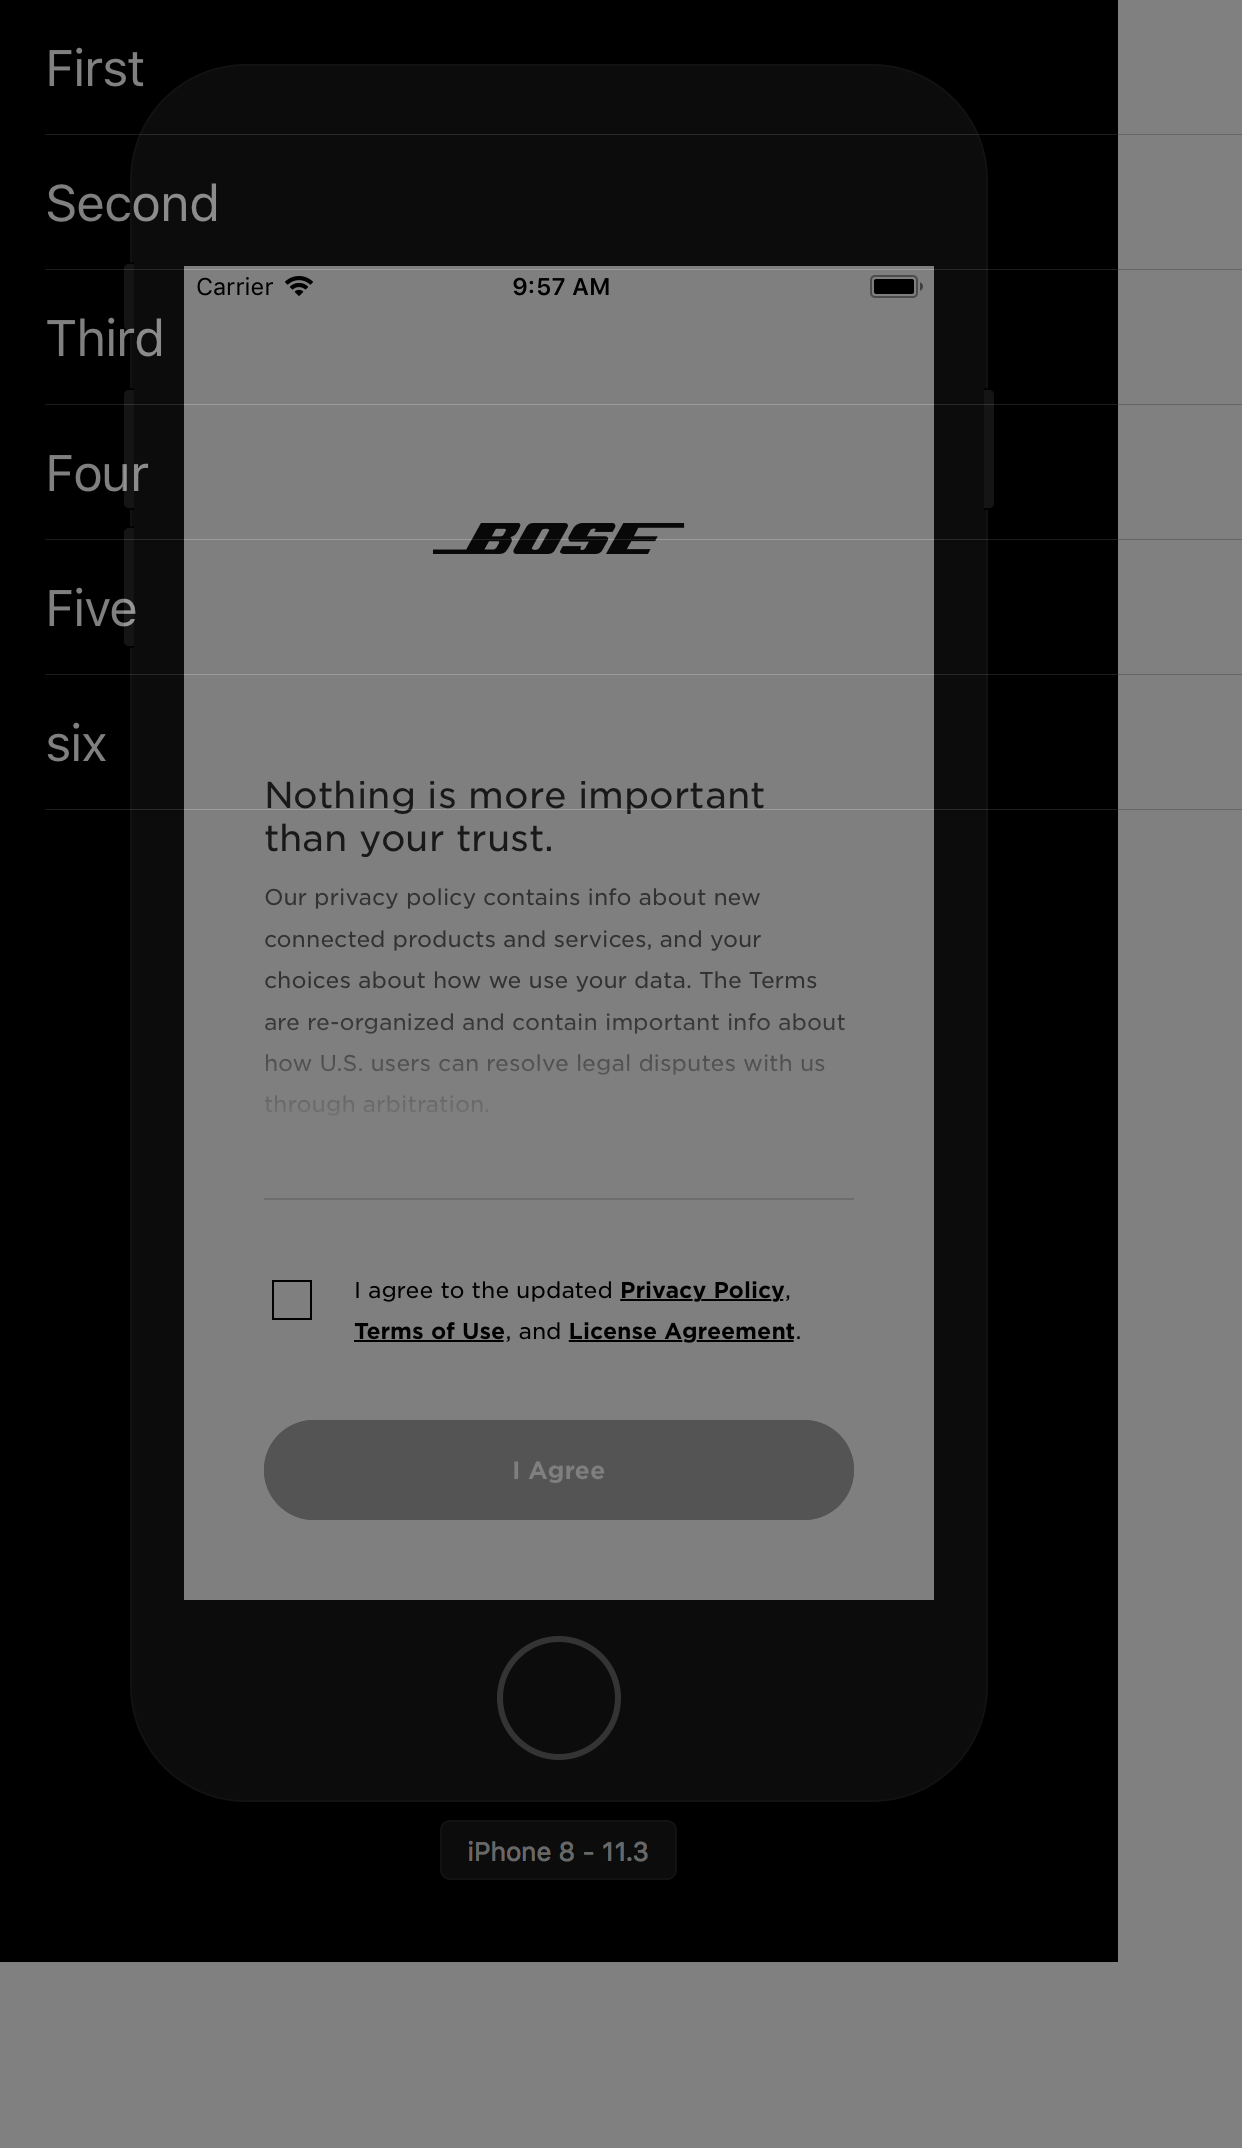 First
Second
Carrier 9:57 AM
Third
Four
BOSE
Five
six
Nothing is more important
than your trust.
Our privacy policy contains info about new
connected products and services, and your
choices about how we use your data. The Terms
are re-organized and contain important info about
how U.S. users can resolve legal disputes with us
through arbitration.
I agree to the updated Privacy Policy,
Terms of Use, and License Agreement.
I Agree
iPhone 8 - 11.3